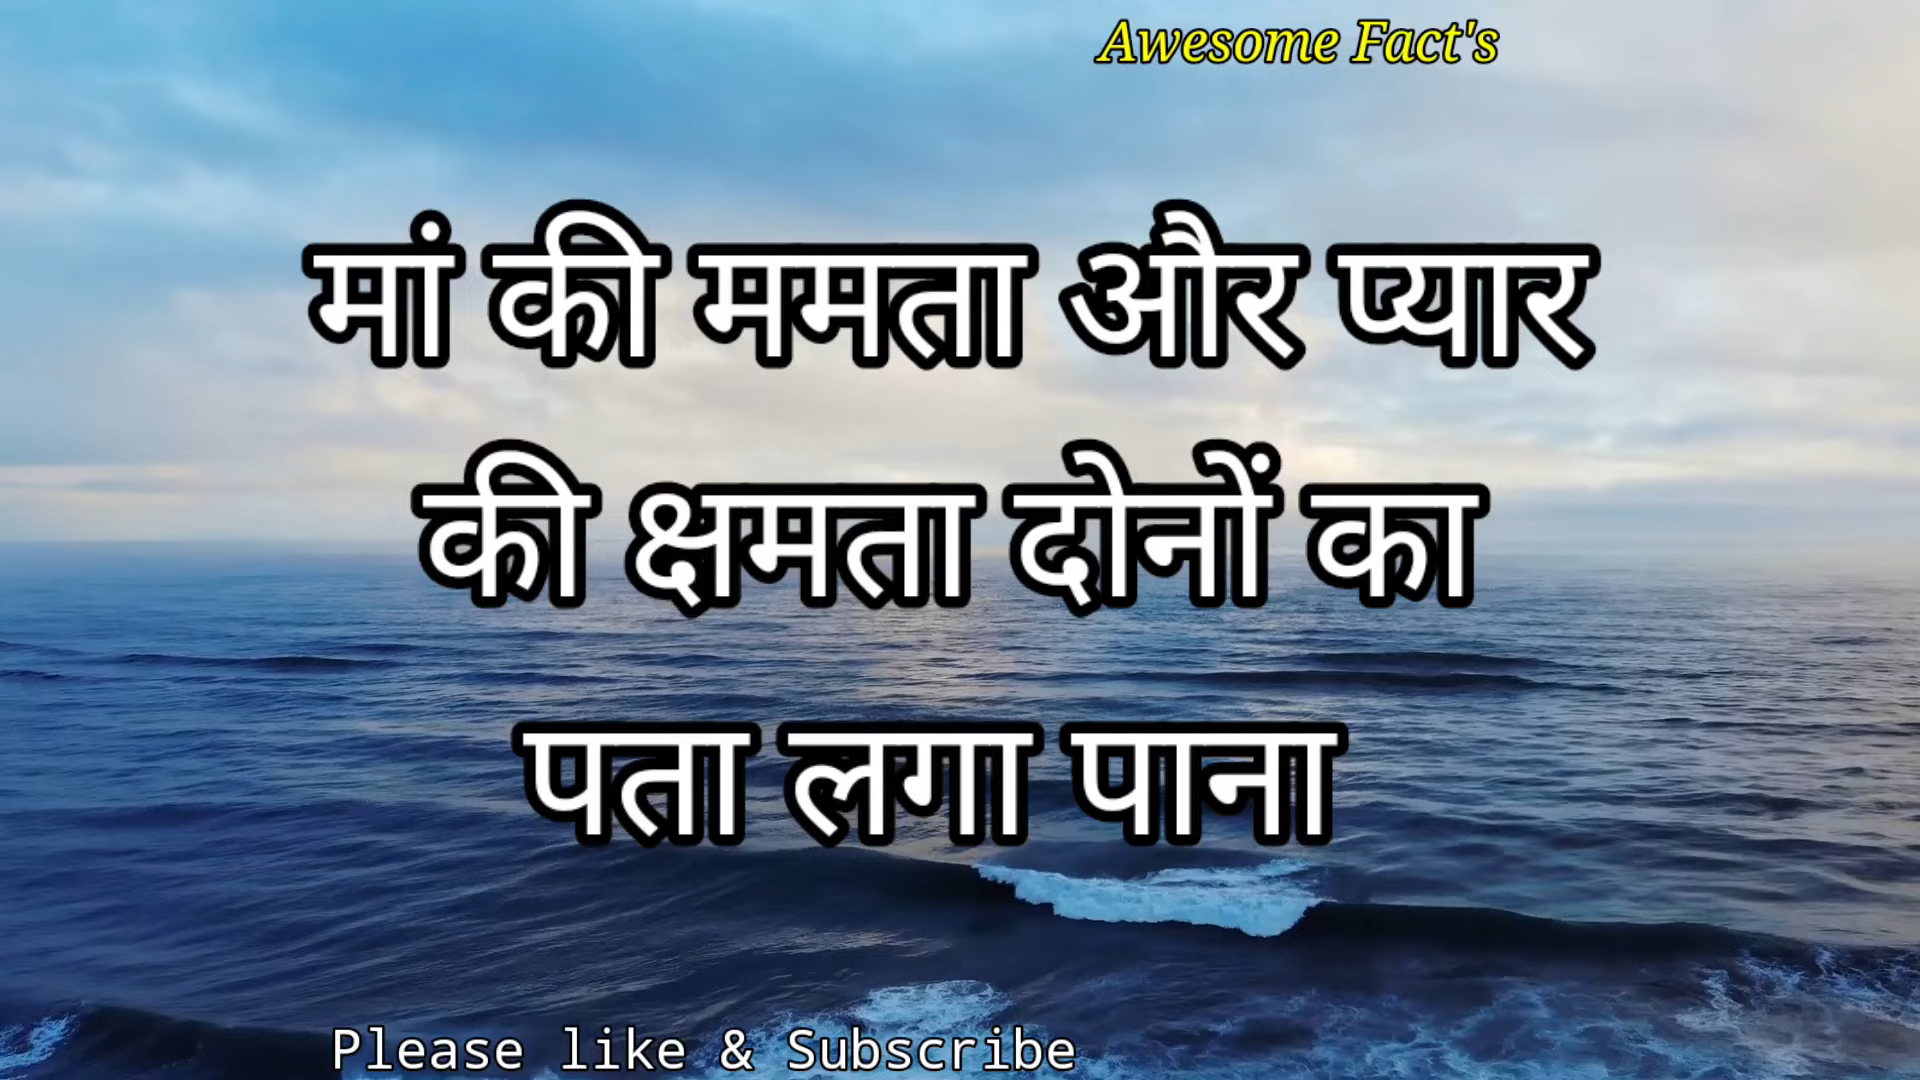 Awesome Fact's
मां की ममता और प्यार
की क्षमता दोनों का
पता लगा पाना
Please like & Subscribe